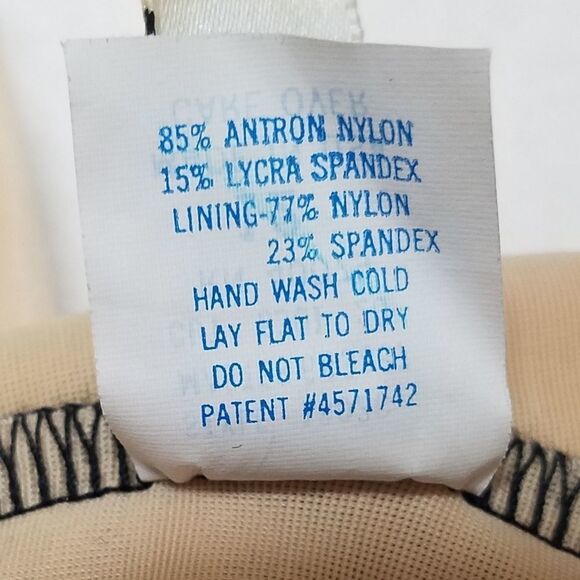 85% ANTRON NYLON
15% LYCRA SPANDEX
LINING-77% NYLON
23% SPANDEX
HAND WASH COLD
LAY FLAT TO DRY
DO NOT BLEACH
PATENT #4571742